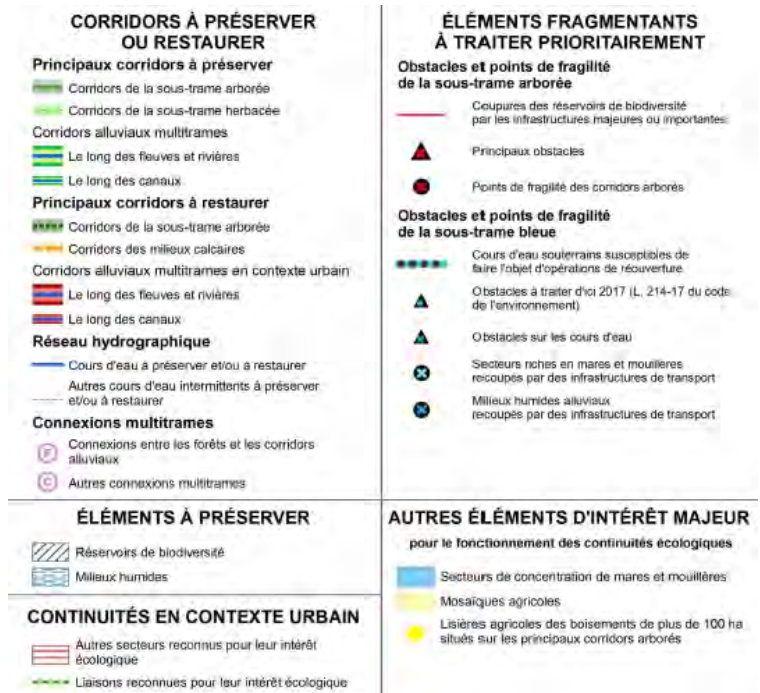 CORRIDORS À PRÉSERVER
OU RESTAURER
Principaux corridors à préserver
Corridors de la sous-trame arborée
Corridors de la sous-trame herbacée
Corridors alluviaux multitrames
Le long des fleuves et rivières
Le long des canaux
Principaux corridors à restaurer
Corridors de la sous-trame arborée
Corridors des milieux calcaires
Corridors alluviaux multitrames en contexte urbain
Le long des fleuves et rivières
Le long des canaux
Réseau hydrographique
Cours d'eau à préserver et/ou à restaurer
Autres cours d'eau intermittents à préserver
et/ou à restaurer
Connexions multitrames
F
Connexions entre les forêts et les corridors
alluviaux
C
Autres connexions multitrames
ÉLÉMENTS FRAGMENTANTS
À TRAITER PRIORITAIREMENT
Obstacles et points de fragilité
de la sous-trame arborée
Coupures des réservoirs de biodiversité
par les infrastructures majeures ou importantes
Principaux obstacles
Points de fragilité des corridors arborés
Obstacles et points de fragilité
de la sous-trame bleue
Cours d'eau souterrains susceptibles de
faire l'objet d'opérations de réouverture
Obstacles à traiter d'ici 2017 (L. 214-17 du code
de l'environnement)
Obstacles sur les cours d'eau
Secteurs riches en mares et mouillères
recoupés par des infrastructures de transport
Milieux humides alluviaux
recoupés par des infrastructures de transport
ÉLÉMENTS À PRÉSERVER
Réservoirs de biodiversité
Milieux humides
CONTINUITÉS EN CONTEXTE URBAIN
Autres secteurs reconnus pour leur intérêt
écologique
Liaisons reconnues pour leur intérêt écologique
AUTRES ÉLÉMENTS D'INTÉRÊT MAJEUR
pour le fonctionnement des continuités écologiques
Secteurs de concentration de mares et mouillères
Mosaïques agricoles
Lisières agricoles des boisements de plus de 100 ha
situés sur les principaux corridors arborés